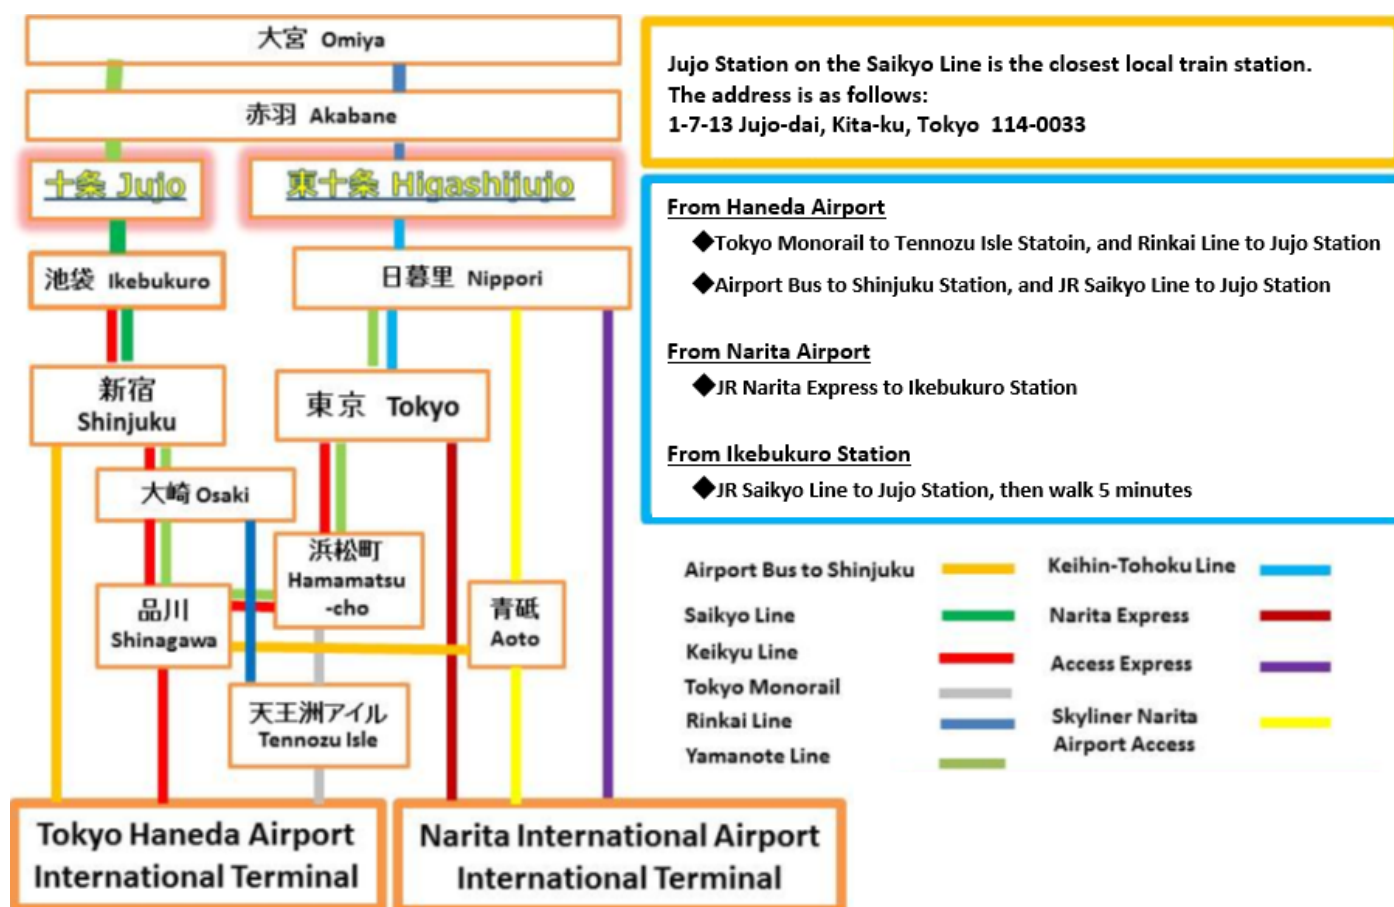 大宮 Omiya
赤羽 Akabane
十条 Jujo
東十条 Higashijujo
池袋 Ikebukuro
日暮里 Nippori
新宿
Shinjuku
東京 Tokyo
大崎 Osaki
浜松町
Hamamatsu
-cho
品川
Shinagawa
青砥
Aoto
天王洲アイル
Tennozu Isle
Tokyo Haneda Airport
International Terminal
Narita International Airport
International Terminal
Jujo Station on the Saikyo Line is the closest local train station.
The address is as follows:
1-7-13 Jujo-dai, Kita-ku, Tokyo 114-0033
From Haneda Airport
◆Tokyo Monorail to Tennozu Isle Statoin, and Rinkai Line to Jujo Station
◆Airport Bus to Shinjuku Station, and JR Saikyo Line to Jujo Station
From Narita Airport
◆JR Narita Express to Ikebukuro Station
From Ikebukuro Station
◆JR Saikyo Line to Jujo Station, then walk 5 minutes
Airport Bus to Shinjuku
Saikyo Line
Keikyu Line
Tokyo Monorail
Rinkai Line
Yamanote Line
Keihin-Tohoku Line
Narita Express
Access Express
Skyliner Narita
Airport Access